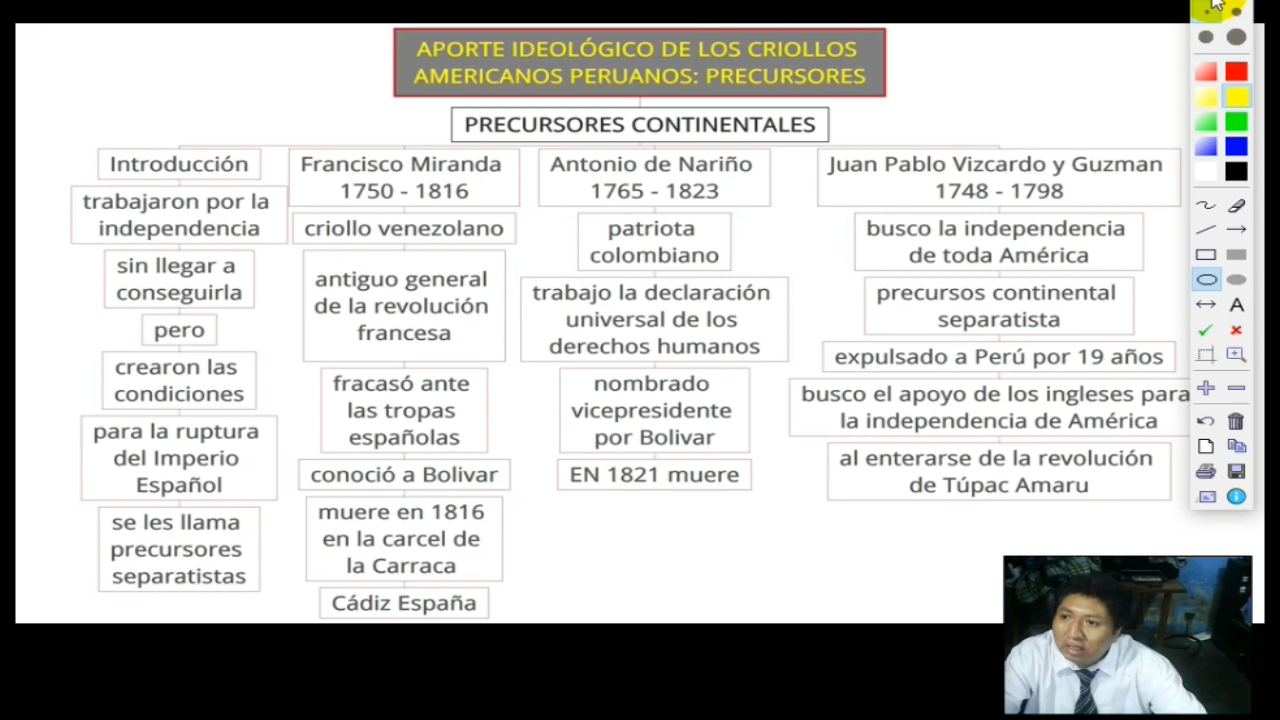 APORTE IDEOLÓGICO DE LOS CRIOLLOS
AMERICANOS PERUANOS: PRECURSORES
PRECURSORES CONTINENTALES
Introducción
trabajaron por la
independencia
sin llegar a
conseguirla
pero
crearon las
condiciones
para la ruptura
del Imperio
Español
se les llama
precursores
separatistas
Francisco Miranda
1750 - 1816
criollo venezolano
antiguo general
de la revolución
francesa
fracasó ante
las tropas
españolas
conoció a Bolivar
muere en 1816
en la carcel de
la Carraca
Cádiz España
Antonio de Nariño
1765 - 1823
patriota
colombiano
trabajo la declaración
universal de los
derechos humanos
nombrado
vicepresidente
por Bolivar
EN 1821 muere
Juan Pablo Vizcardo y Guzman
1748 - 1798
busco la independencia
de toda América
precursos continental
separatista
expulsado a Perú por 19 años
busco el apoyo de los ingleses para
la independencia de América
al enterarse de la revolución
de Túpac Amaru
A